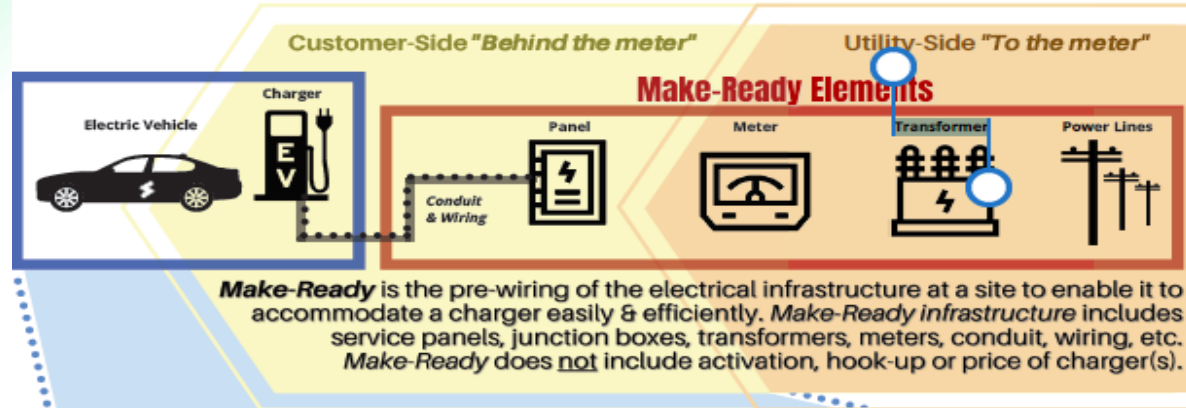 Customer-Side "Behind the meter"
Utility-Side "To the meter"
Make-Ready Elements
Electric Vehicle
Charger
EV
Conduit
& Wiring
Panel
Meter
Transformer
Power Lines
Make-Ready is the pre-wiring of the electrical infrastructure at a site to enable it to
accommodate a charger easily & efficiently. Make-Ready infrastructure includes
service panels, junction boxes, transformers, meters, conduit, wiring, etc.
Make-Ready does not include activation, hook-up or price of charger(s).